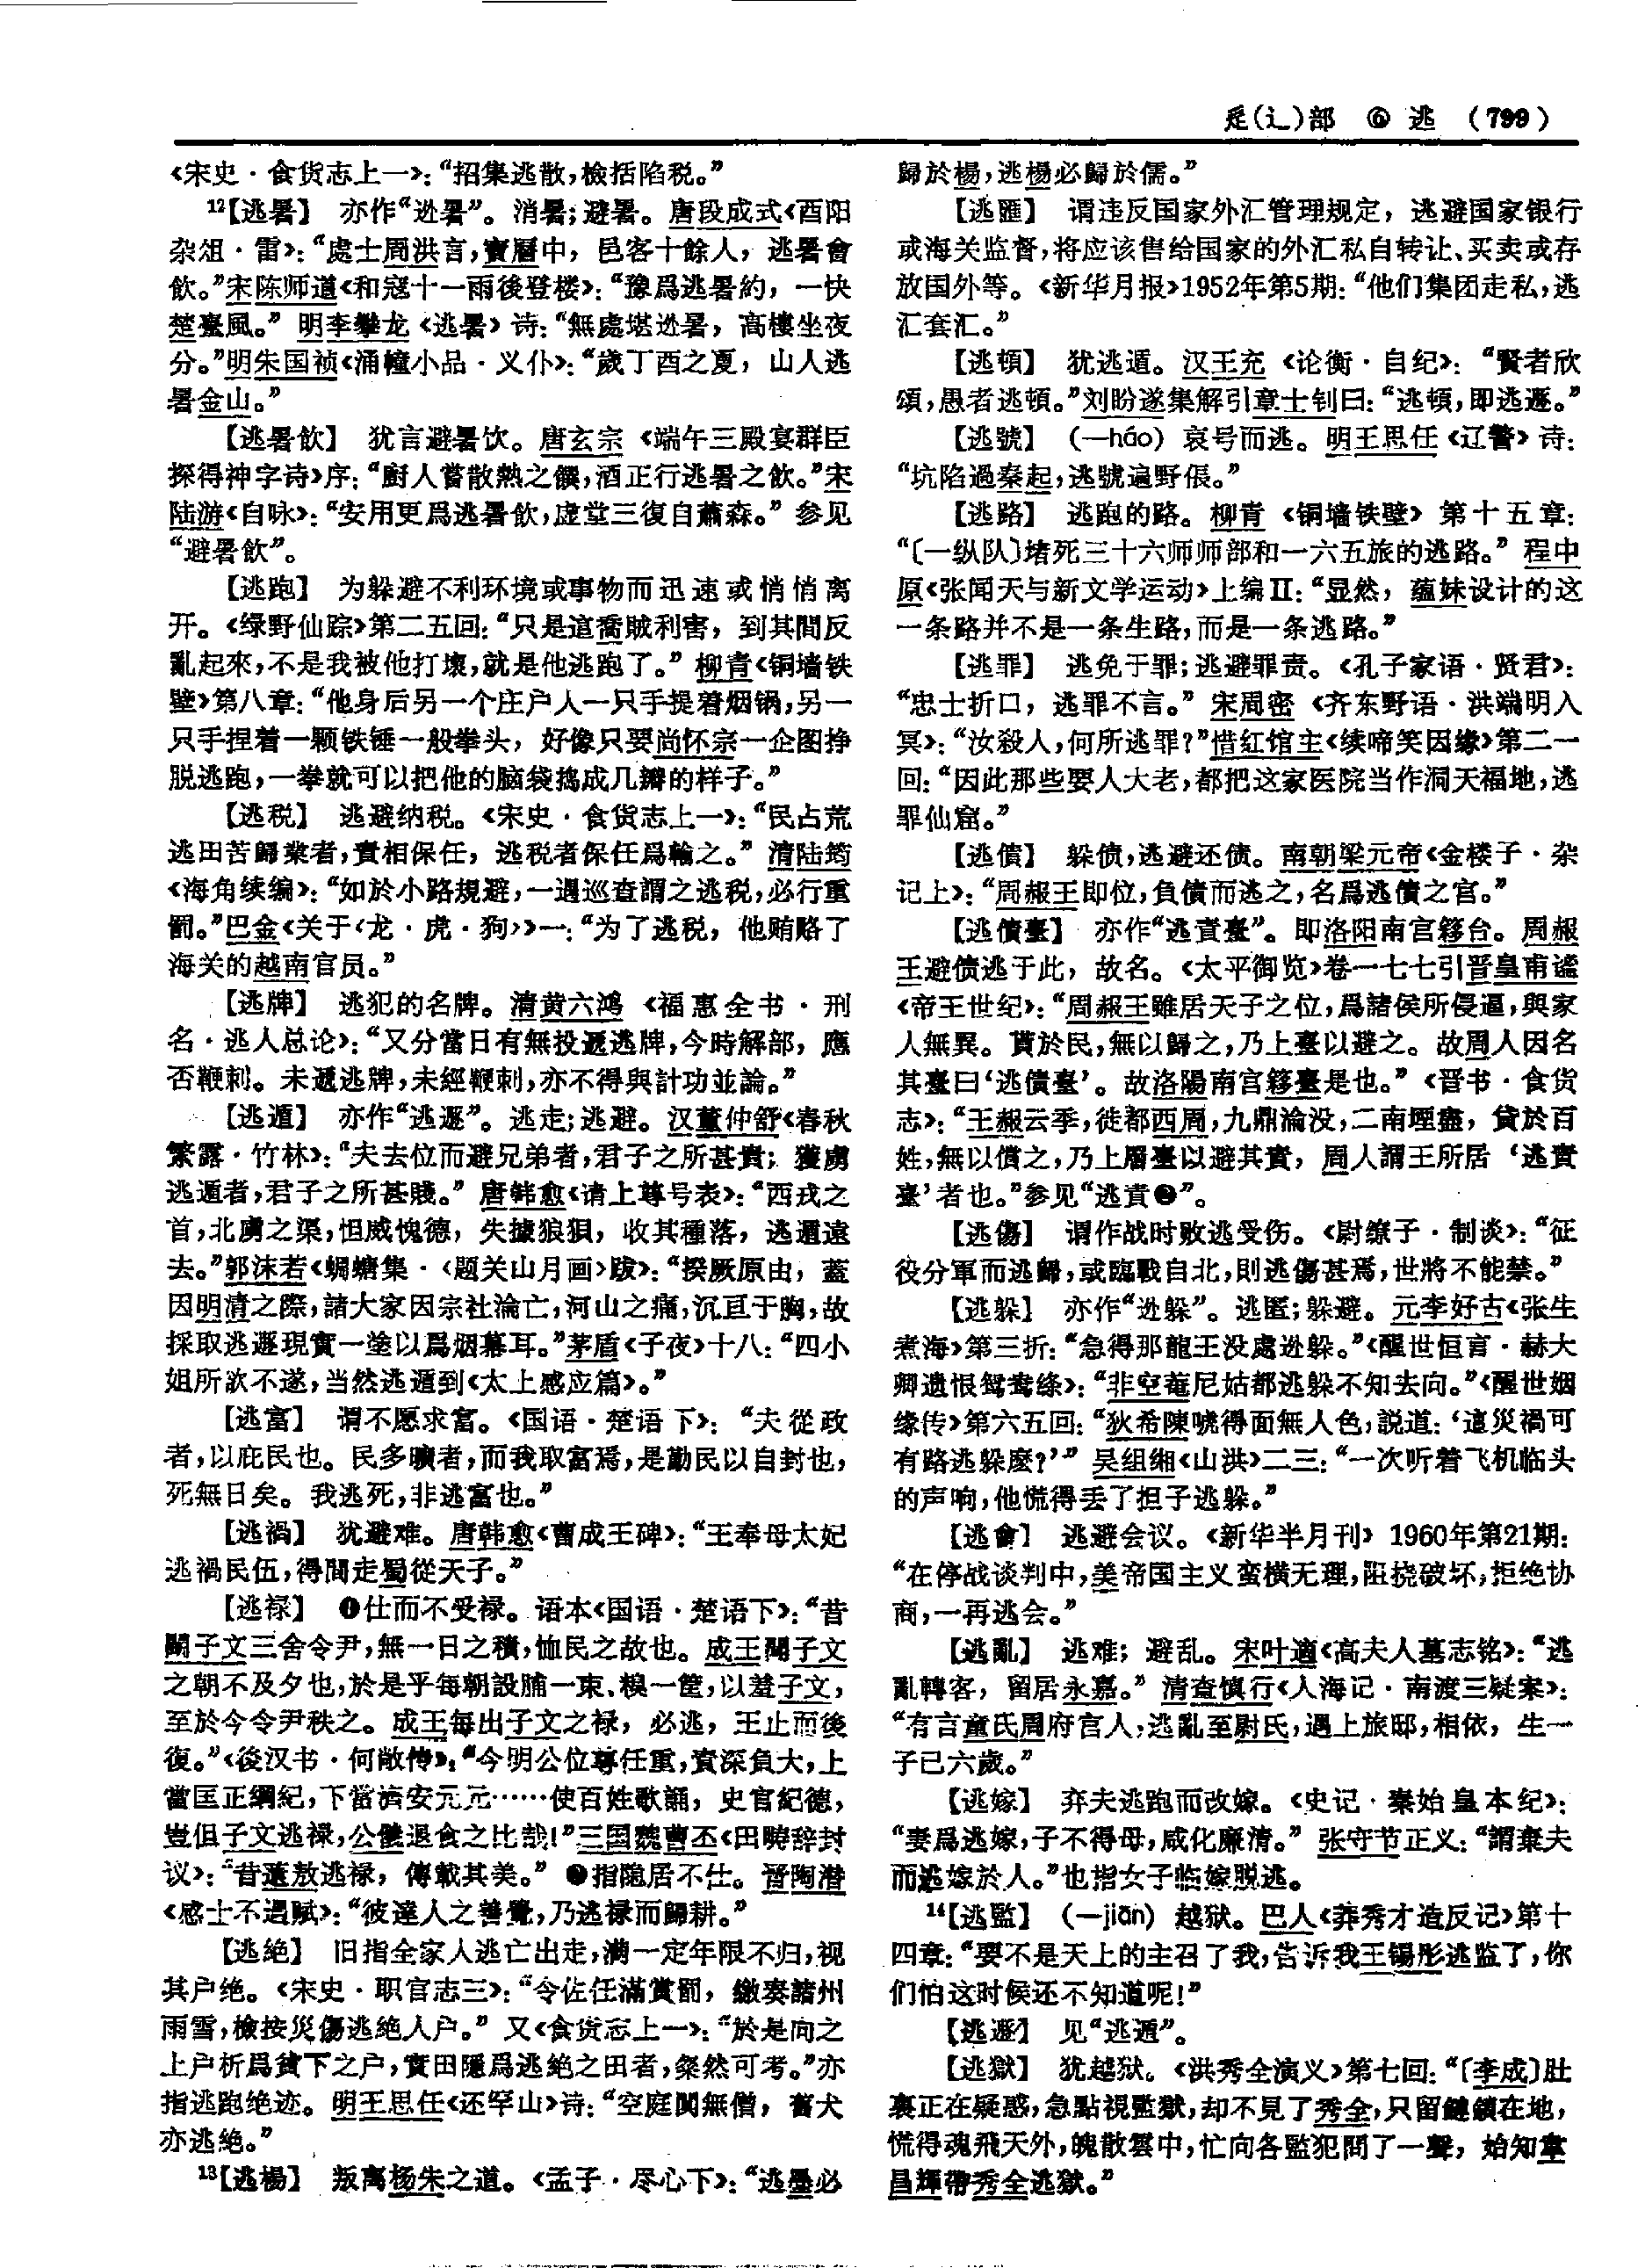 辵(辶)部 ⑥ 逃 (799)
《宋史·食货志上一》：“招集逃散，檢括陷税。”
12【逃暑】 亦作“迯暑”。消暑；避暑。唐段成式《酉阳
杂俎·雷》：“處士周洪言，寶曆中，邑客十餘人，逃暑會
飲。”宋陈师道《和寇十一雨後登楼》：“豫爲逃暑約，一快
楚臺風。”明李攀龙《逃暑》诗：“無處堪迯暑，高樓坐夜
分。”明朱国祯《涌幢小品·义仆》：“歲丁酉之夏，山人逃
暑金山。”
【逃暑飲】 犹言避暑饮。唐玄宗《端午三殿宴群臣
探得神字诗》序：“廚人嘗散熱之饌，酒正行逃暑之飲。”宋
陆游《自咏》：“安用更爲逃暑飲，虚堂三復自蕭森。”参见
“避暑飲”。
【逃跑】 为躲避不利环境或事物而迅速或悄悄离
开。《绿野仙踪》第二五回：“只是這喬賊利害，到其間反
亂起來，不是我被他打壞，就是他逃跑了。”柳青《铜墙铁
壁》第八章：“他身后另一个庄户人一只手提着烟锅，另一
只手捏着一颗铁锤一般拳头，好像只要尚怀宗一企图挣
脱逃跑，一拳就可以把他的脑袋捣成几瓣的样子。”
【逃税】 逃避纳税。《宋史·食货志上一》：“民占荒
逃田苦歸業者，責相保任，逃税者保任爲輸之。”清陆筠
《海角续编》：“如於小路規避，一遇巡查謂之逃税，必行重
罰。”巴金《关于〈龙·虎·狗〉》一：“为了逃税，他贿赂了
海关的越南官员。”
【逃牌】 逃犯的名牌。清黄六鸿《福惠全书·刑
名·逃人总论》：“又分當日有無投遞逃牌，今時解部，應
否鞭刺。未遞逃牌，未經鞭刺，亦不得與計功並論。”
【逃遁】 亦作“逃遯”。逃走；逃避。汉董仲舒《春秋
繁露·竹林》：“夫去位而避兄弟者，君子之所甚貴；獲虜
逃遁者，君子之所甚賤。”唐韩愈《请上尊号表》：“西戎之
首，北虜之渠，怛威愧德，失據狼狽，收其種落，逃遁遠
去。”郭沫若《蜩螗集·〈题关山月画〉跋》：“揆厥原由，蓋
因明清之際，諸大家因宗社淪亡，河山之痛，沉亘于胸，故
採取逃遯現實一塗以爲烟幕耳。”茅盾《子夜》十八：“四小
姐所欲不遂，当然逃遁到《太上感应篇》。”
【逃富】 谓不愿求富。《国语·楚语下》：“夫從政
者，以庇民也。民多曠者，而我取富焉，是勤民以自封也，
死無日矣。我逃死，非逃富也。”
【逃禍】 犹避难。唐韩愈《曹成王碑》：“王奉母太妃
逃禍民伍，得間走蜀從天子。”
【逃禄】 ❶仕而不受禄。语本《国语·楚语下》：“昔
鬭子文三舍令尹，無一日之積，恤民之故也。成王聞子文
之朝不及夕也，於是乎每朝設脯一束、糗一筐，以羞子文，
至於今令尹秩之。成王每出子文之禄，必逃，王止而後
復。”《後汉书·何敞传》：“今明公位尊任重，責深負大，上
當匡正綱紀，下當濟安元元……使百姓歌誦，史官紀德，
豈但子文逃禄，公儀退食之比哉！”三国魏曹丕《田畴辞封
议》：“昔薳敖逃禄，傳載其美。”❷指隐居不仕。晋陶潜
《感士不遇赋》：“彼達人之善覺，乃逃禄而歸耕。”
【逃絶】 旧指全家人逃亡出走，满一定年限不归，视
其户绝。《宋史·职官志三》：“令佐任滿賞罰，繳奏諸州
雨雪，檢按災傷逃絶人户。”又《食货志上一》：“於是向之
上户析爲貧下之户，實田隱爲逃絶之田者，粲然可考。”亦
指逃跑绝迹。明王思任《还罕山》诗：“空庭闃無僧，舊犬
亦逃絶。”
13【逃楊】 叛离杨朱之道。《孟子·尽心下》：“逃墨必
歸於楊，逃楊必歸於儒。”
【逃匯】 谓违反国家外汇管理规定，逃避国家银行
或海关监督，将应该售给国家的外汇私自转让、买卖或存
放国外等。《新华月报》1952年第5期：“他们集团走私，逃
汇套汇。”
【逃頓】 犹逃遁。汉王充《论衡·自纪》：“賢者欣
頌，愚者逃頓。”刘盼遂集解引章士钊曰：“逃頓，即逃遯。”
【逃號】 （—háo）哀号而逃。明王思任《辽警》诗：
“坑陷過秦起，逃號遍野倀。”
【逃路】 逃跑的路。柳青《铜墙铁壁》第十五章：
“〔一纵队〕堵死三十六师师部和一六五旅的逃路。”程中
原《张闻天与新文学运动》上编Ⅱ：“显然，蕴妹设计的这
一条路并不是一条生路，而是一条逃路。”
【逃罪】 逃免于罪；逃避罪责。《孔子家语·贤君》：
“忠士折口，逃罪不言。”宋周密《齐东野语·洪端明入
冥》：“汝殺人，何所逃罪？”惜红馆主《续啼笑因缘》第二一
回：“因此那些要人大老，都把这家医院当作洞天福地，逃
罪仙窟。”
【逃債】 躲债，逃避还债。南朝梁元帝《金楼子·杂
记上》：“周赧王即位，負債而逃之，名爲逃債之宫。”
【逃債臺】 亦作“逃責臺”。即洛阳南宫簃台。周赧
王避债逃于此，故名。《太平御览》卷一七七引晋皇甫谧
《帝王世纪》：“周赧王雖居天子之位，爲諸侯所侵逼，與家
人無異。貰於民，無以歸之，乃上臺以避之。故周人因名
其臺曰‘逃債臺’。故洛陽南宫簃臺是也。”《晋书·食货
志》：“王赧云季，徙都西周，九鼎淪没，二南堙盡，貸於百
姓，無以償之，乃上層臺以避其責，周人謂王所居‘逃責
臺’者也。”参见“逃責❷”。
【逃傷】 谓作战时败逃受伤。《尉缭子·制谈》：“征
役分軍而逃歸，或臨戰自北，則逃傷甚焉，世將不能禁。”
【逃躲】 亦作“迯躲”。逃匿；躲避。元李好古《张生
煮海》第三折：“急得那龍王没處迯躲。”《醒世恒言·赫大
卿遗恨鸳鸯绦》：“非空菴尼姑都逃躲不知去向。”《醒世姻
缘传》第六五回：“狄希陳唬得面無人色，説道：‘這災禍可
有路逃躲麽？’”吴组缃《山洪》二三：“一次听着飞机临头
的声响，他慌得丢了担子逃躲。”
【逃會】 逃避会议。《新华半月刊》1960年第21期：
“在停战谈判中，美帝国主义蛮横无理，阻挠破坏，拒绝协
商，一再逃会。”
【逃亂】 逃难；避乱。宋叶適《高夫人墓志铭》：“逃
亂轉客，留居永嘉。”清查慎行《人海记·南渡三疑案》：
“有言童氏周府宫人，逃亂至尉氏，遇上旅邸，相依，生一
子已六歲。”
【逃嫁】 弃夫逃跑而改嫁。《史记·秦始皇本纪》：
“妻爲逃嫁，子不得母，咸化廉清。”张守节正义：“謂棄夫
而逃嫁於人。”也指女子临嫁脱逃。
14【逃監】 （—jiān）越狱。巴人《莽秀才造反记》第十
四章：“要不是天上的主召了我，告诉我王锡彤逃监了，你
们怕这时候还不知道呢！”
【逃遯】 见“逃遁”。
【逃獄】 犹越狱。《洪秀全演义》第七回：“〔李成〕肚
裏正在疑惑，急點視監獄，却不見了秀全，只留鏈鎖在地，
慌得魂飛天外，魄散雲中，忙向各監犯問了一聲，始知韋
昌輝帶秀全逃獄。”